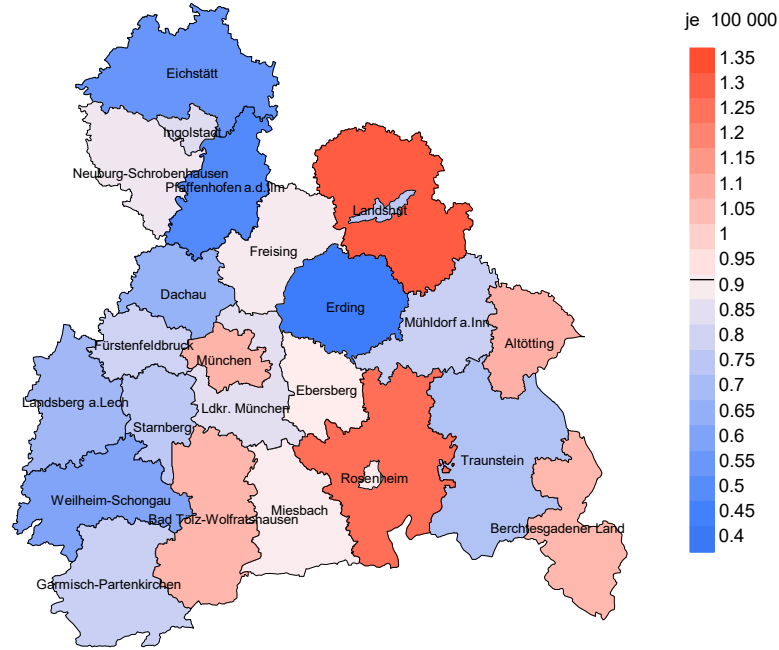 je 100 000
Eichstätt
Ingolstadt
Neuburg-Schrobenhausen
Pfaffenhofen a.d.Ilm
Landshut
Freising
Dachau
Erding
Mühldorf a.Inn
Altötting
Fürstenfeldbruck
München
Ebersberg
Landsberg a.Lech
Ldkr. München
Starnberg
Traunstein
Rosenheim
Weilheim-Schongau
Miesbach
Bad Tölz-Wolfratshausen
Berchtesgadener Land
Garmisch-Partenkirchen
1.35
1.3
1.25
1.2
1.15
1.1
1.05
1
0.95
0.9
0.85
0.8
0.75
0.7
0.65
0.6
0.55
0.5
0.45
0.4